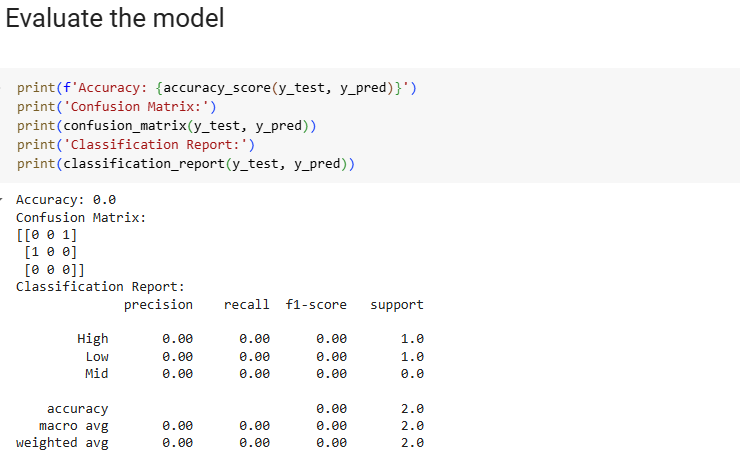 Evaluate the model
print(f'Accuracy: {accuracy_score(y_test, y_pred)}')
print('Confusion Matrix:')
print(confusion_matrix(y_test, y_pred))
print('Classification Report:')
print(classification_report(y_test, y_pred))
Accuracy: 0.0
Confusion Matrix:
[[0 0 1]
 [1 0 0]
 [0 0 0]]
Classification Report:
              precision    recall  f1-score   support
        High       0.00      0.00      0.00       1.0
         Low       0.00      0.00      0.00       1.0
         Mid       0.00      0.00      0.00       0.0
    accuracy                           0.00       2.0
   macro avg       0.00      0.00      0.00       2.0
weighted avg       0.00      0.00      0.00       2.0